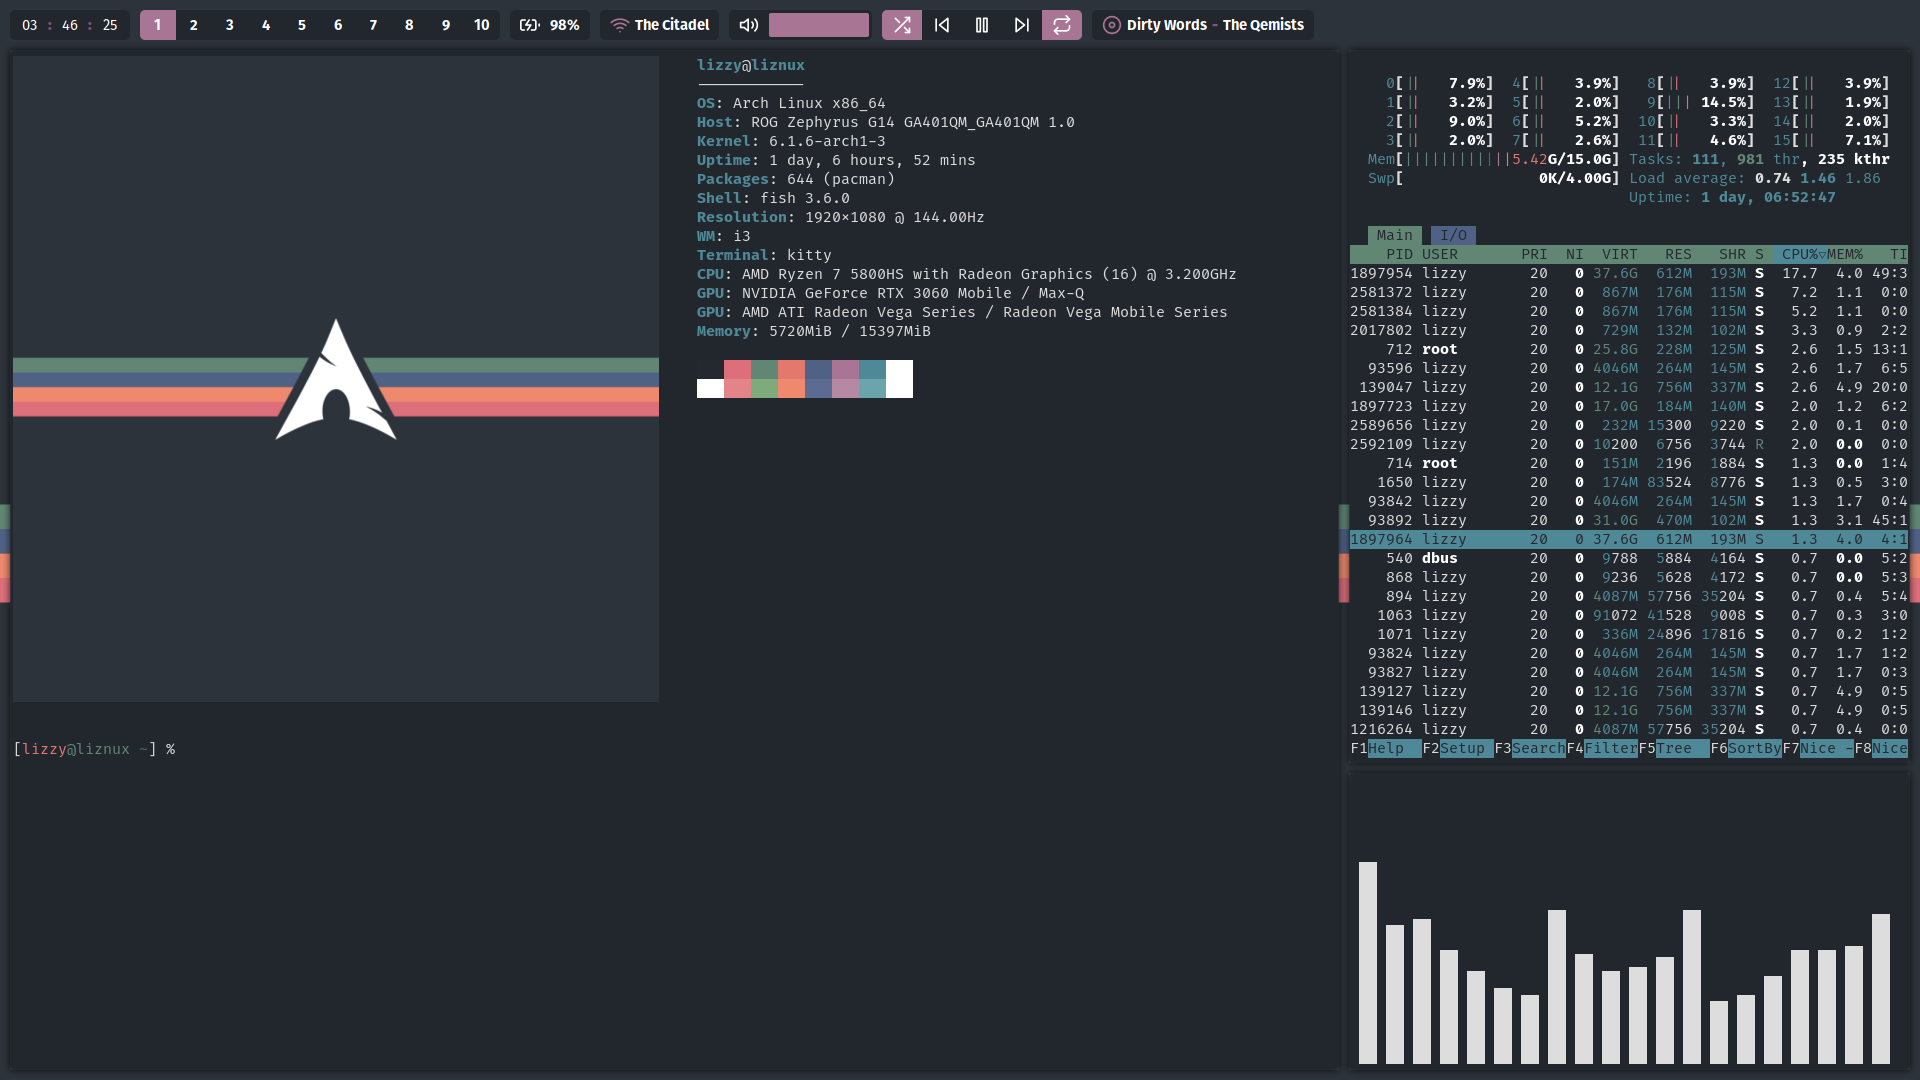 03 : 46 : 25 1 2 3 4 5 6 7 8 9 10 98% The Citadel Dirty Words - The Qemists
lizzy@liznux
OS: Arch Linux x86_64
Host: ROG Zephyrus G14 GA401QM_GA401QM 1.0
Kernel: 6.1.6-arch1-3
Uptime: 1 day, 6 hours, 52 mins
Packages: 644 (pacman)
Shell: fish 3.6.0
Resolution: 1920×1080 @ 144.00Hz
WM: i3
Terminal: kitty
CPU: AMD Ryzen 7 5800HS with Radeon Graphics (16) @ 3.200GHz
GPU: NVIDIA GeForce RTX 3060 Mobile / Max-Q
GPU: AMD ATI Radeon Vega Series / Radeon Vega Mobile Series
Memory: 5720MiB / 15397MiB
[lizzy@liznux ~] %
0[|| 7.9%] 4[|| 3.9%] 8[|| 3.9%] 12[|| 3.9%]
1[|| 3.2%] 5[|| 2.0%] 9[||| 14.5%] 13[|| 1.9%]
2[|| 9.0%] 6[|| 5.2%] 10[|| 3.3%] 14[|| 2.0%]
3[|| 2.0%] 7[|| 2.6%] 11[|| 4.6%] 15[|| 7.1%]
Mem[||||||||||||5.42G/15.0G] Tasks: 111, 981 thr, 235 kthr
Swp[ 0K/4.00G] Load average: 0.74 1.46 1.86
Uptime: 1 day, 06:52:47
Main I/O
PID USER PRI NI VIRT RES SHR S CPU%▽MEM% TI
1897954 lizzy 20 0 37.6G 612M 193M S 17.7 4.0 49:3
2581372 lizzy 20 0 867M 176M 115M S 7.2 1.1 0:0
2581384 lizzy 20 0 867M 176M 115M S 5.2 1.1 0:0
2017802 lizzy 20 0 729M 132M 102M S 3.3 0.9 2:2
712 root 20 0 25.8G 228M 125M S 2.6 1.5 13:1
93596 lizzy 20 0 4046M 264M 145M S 2.6 1.7 6:5
139047 lizzy 20 0 12.1G 756M 337M S 2.6 4.9 20:0
1897723 lizzy 20 0 17.0G 184M 140M S 2.0 1.2 6:2
2589656 lizzy 20 0 232M 15300 9220 S 2.0 0.1 0:0
2592109 lizzy 20 0 10200 6756 3744 R 2.0 0.0 0:0
714 root 20 0 151M 2196 1884 S 1.3 0.0 1:4
1650 lizzy 20 0 174M 83524 8776 S 1.3 0.5 3:0
93842 lizzy 20 0 4046M 264M 145M S 1.3 1.7 0:4
93892 lizzy 20 0 31.0G 470M 102M S 1.3 3.1 45:1
1897964 lizzy 20 0 37.6G 612M 193M S 1.3 4.0 4:1
540 dbus 20 0 9788 5884 4164 S 0.7 0.0 5:2
868 lizzy 20 0 9236 5628 4172 S 0.7 0.0 5:3
894 lizzy 20 0 4087M 57756 35204 S 0.7 0.4 5:4
1063 lizzy 20 0 91072 41528 9008 S 0.7 0.3 3:0
1071 lizzy 20 0 336M 24896 17816 S 0.7 0.2 1:2
93824 lizzy 20 0 4046M 264M 145M S 0.7 1.7 1:2
93827 lizzy 20 0 4046M 264M 145M S 0.7 1.7 0:3
139127 lizzy 20 0 12.1G 756M 337M S 0.7 4.9 0:5
139146 lizzy 20 0 12.1G 756M 337M S 0.7 4.9 0:5
1216264 lizzy 20 0 4087M 57756 35204 S 0.7 0.4 0:0
F1Help F2Setup F3SearchF4FilterF5Tree F6SortByF7Nice -F8Nice